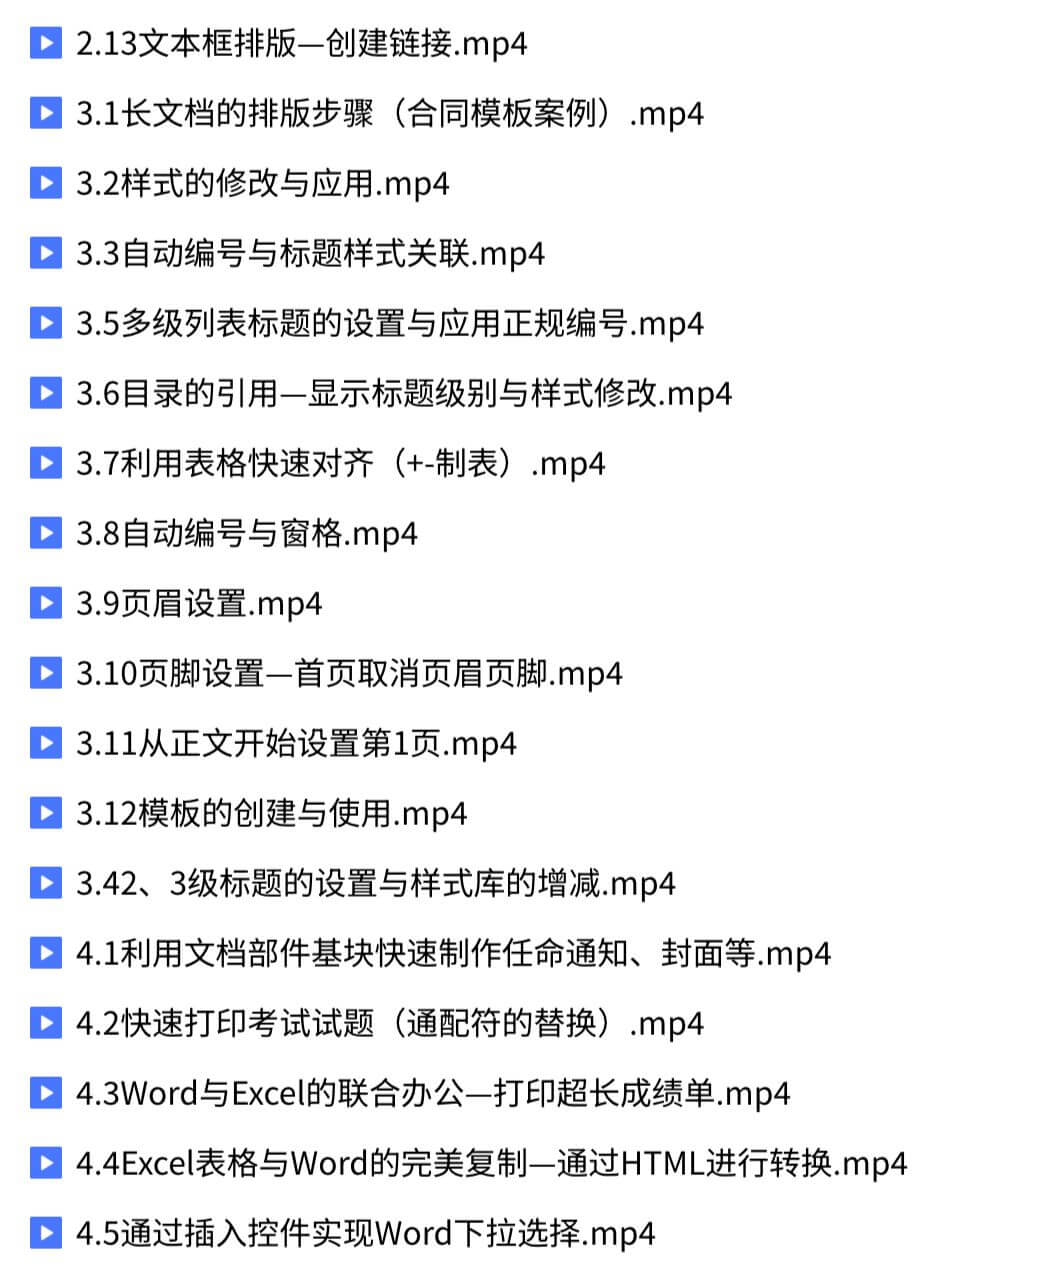 2.13文本框排版—创建链接.mp4
3.1长文档的排版步骤（合同模板案例）.mp4
3.2样式的修改与应用.mp4
3.3自动编号与标题样式关联.mp4
3.5多级列表标题的设置与应用正规编号.mp4
3.6目录的引用—显示标题级别与样式修改.mp4
3.7利用表格快速对齐（+-制表）.mp4
3.8自动编号与窗格.mp4
3.9页眉设置.mp4
3.10页脚设置—首页取消页眉页脚.mp4
3.11从正文开始设置第1页.mp4
3.12模板的创建与使用.mp4
3.42、3级标题的设置与样式库的增减.mp4
4.1利用文档部件基块快速制作任命通知、封面等.mp4
4.2快速打印考试试题（通配符的替换）.mp4
4.3Word与Excel的联合办公—打印超长成绩单.mp4
4.4Excel表格与Word的完美复制—通过HTML进行转换.mp4
4.5通过插入控件实现Word下拉选择.mp4